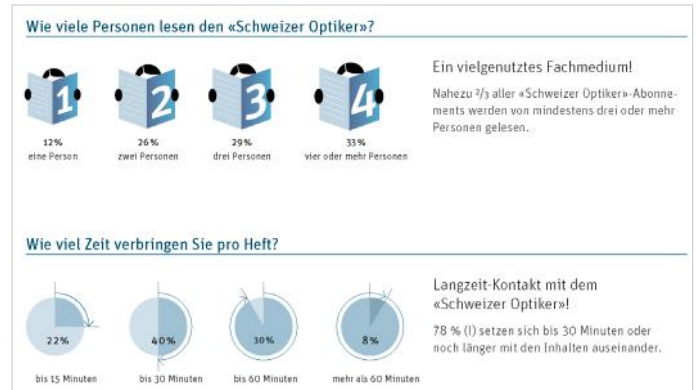 Wie viele Personen lesen den «Schweizer Optiker»?
1 2 3 4
12% 26% 29% 33%
eine Person zwei Personen drei Personen vier oder mehr Personen
Ein vielgenutztes Fachmedium!
Nahezu 2/3 aller «Schweizer Optiker»-Abonne-
ments werden von mindestens drei oder mehr
Personen gelesen.
Wie viel Zeit verbringen Sie pro Heft?
22% 40% 30% 8%
bis 15 Minuten bis 30 Minuten bis 60 Minuten mehr als 60 Minuten
Langzeit-Kontakt mit dem
«Schweizer Optiker»!
78 % (!) setzen sich bis 30 Minuten oder
noch länger mit den Inhalten auseinander.